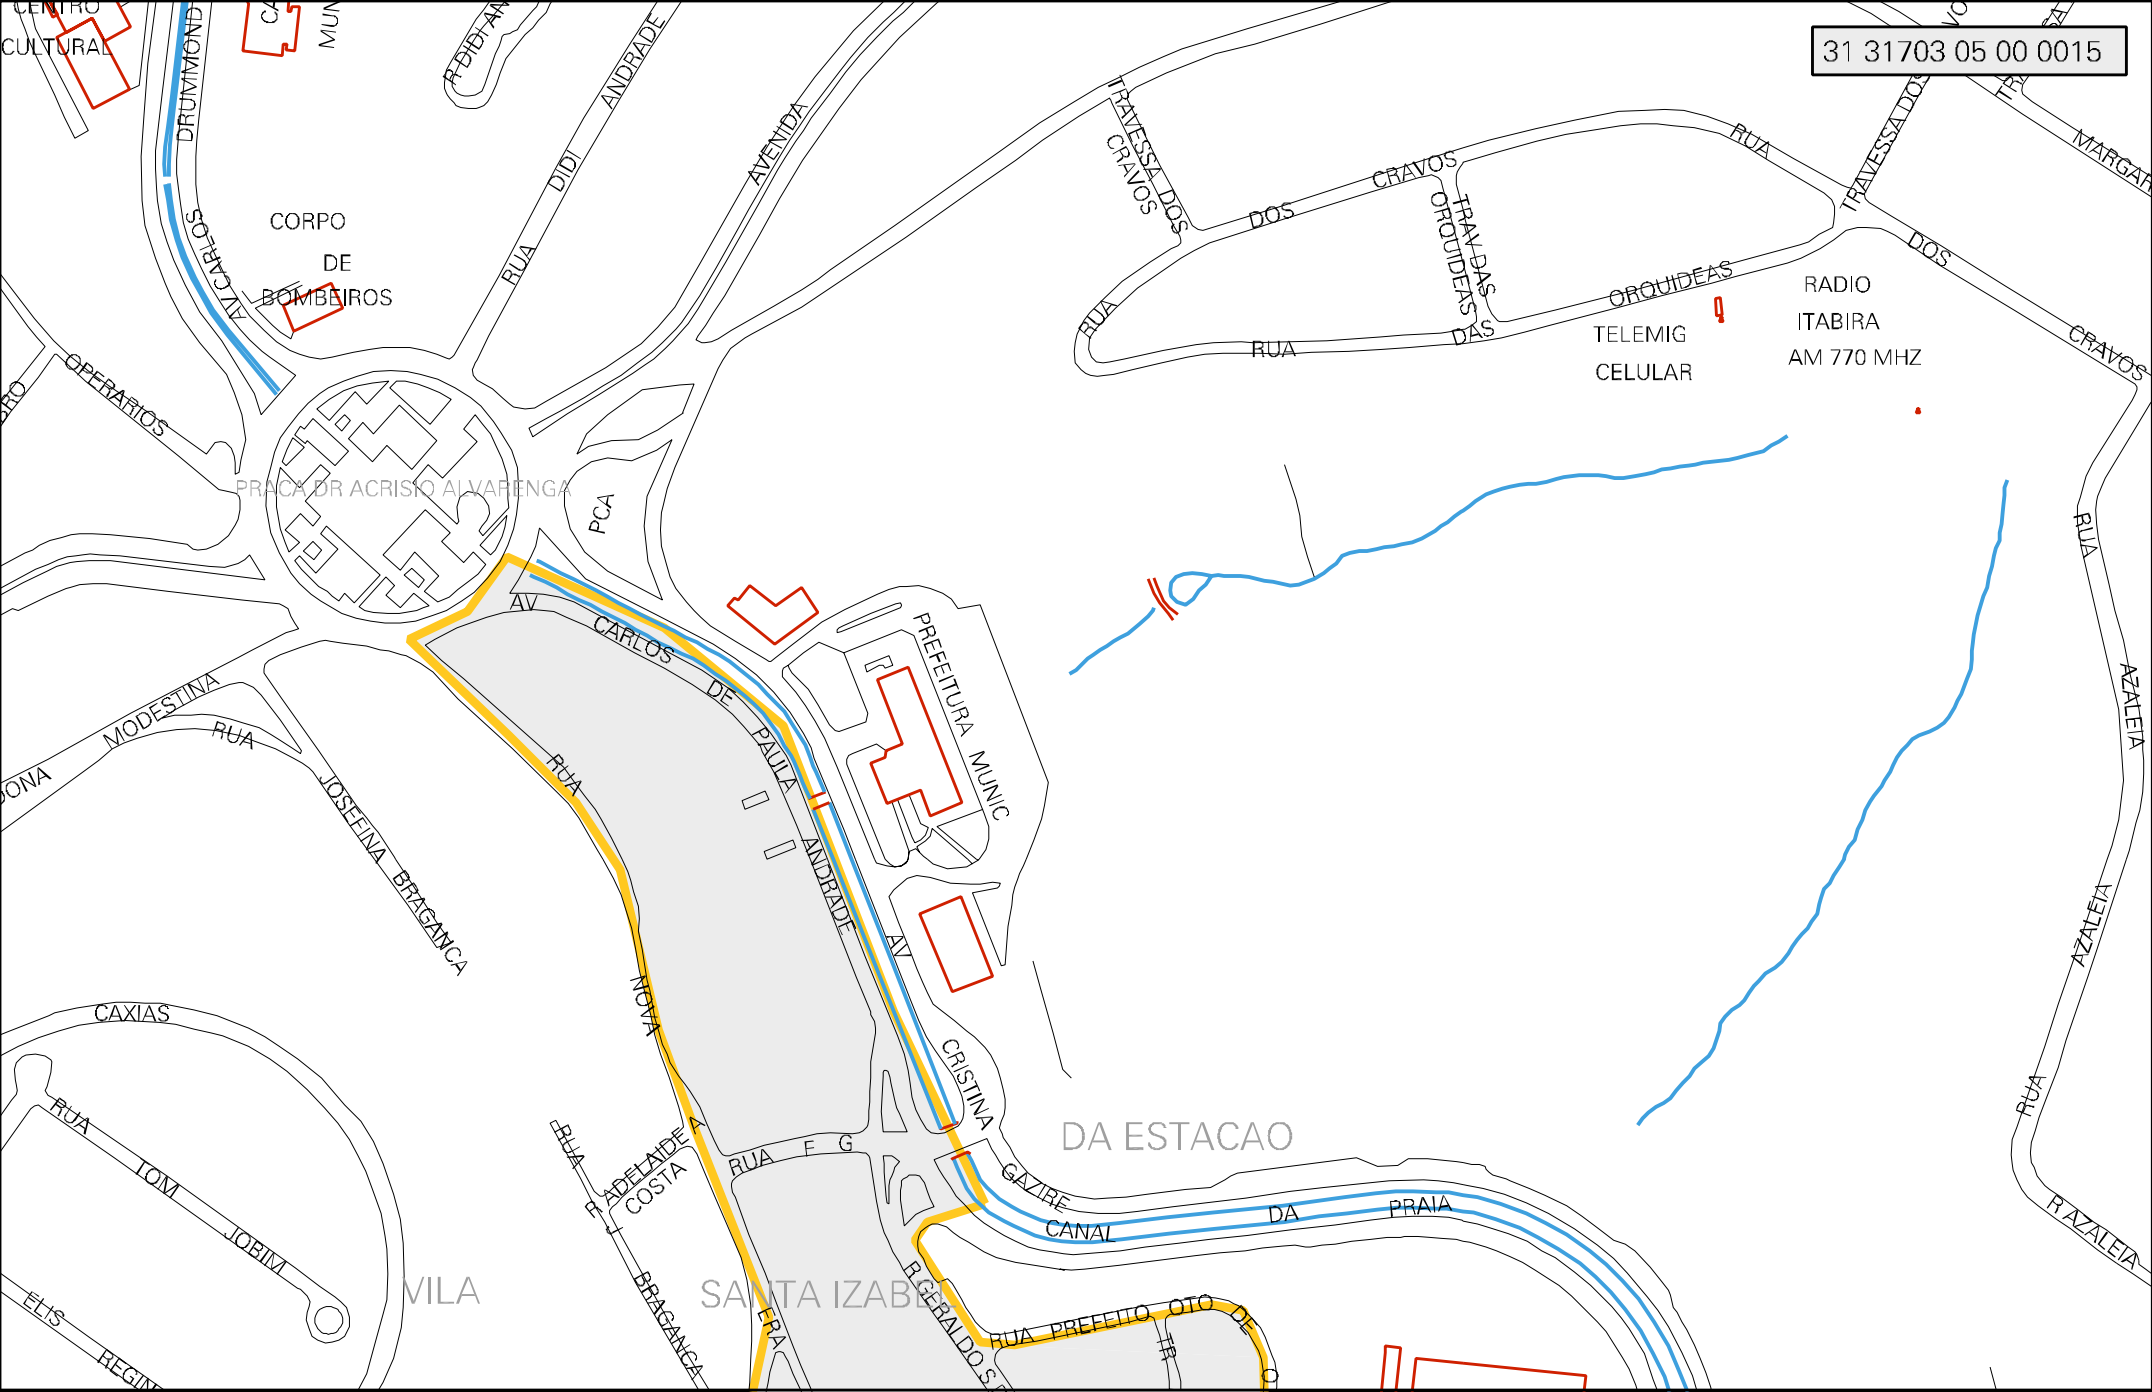 31 31703 05 00 0015
CENTRO
CULTURAL
DRUMMOND
AV CARLOS
CORPO
DE
BOMBEIROS
R DIDI
RUA DIDI ANDRADE
AVENIDA
TRAVESSA DOS
CRAVOS
RUA DOS CRAVOS
TRAV DAS
ORQUIDEAS
RUA DAS ORQUIDEAS
RUA DOS CRAVOS
TRAVESSA DOS
TELEMIG
CELULAR
RADIO
ITABIRA
AM 770 MHZ
OPERARIOS
PRACA DR ACRISIO ALVARENGA
PCA
AV CARLOS DE PAULA ANDRADE
PREFEITURA MUNIC
MODESTINA
RUA
JOSEFINA BRAGANCA
RUA NOVA
AV CRISTINA GAZIRE
RUA AZALEIA
AZALEIA
RUA
R AZALEIA
CAXIAS
RUA TOM JOBIM
ELIS
RUA
R ADELAIDE A
COSTA
J BRAGANCA
RUA F G
DA ESTACAO
CANAL DA PRAIA
VILA
SANTA IZABEL
R GERALDO S
RUA PREFEITO OTO DE
TR